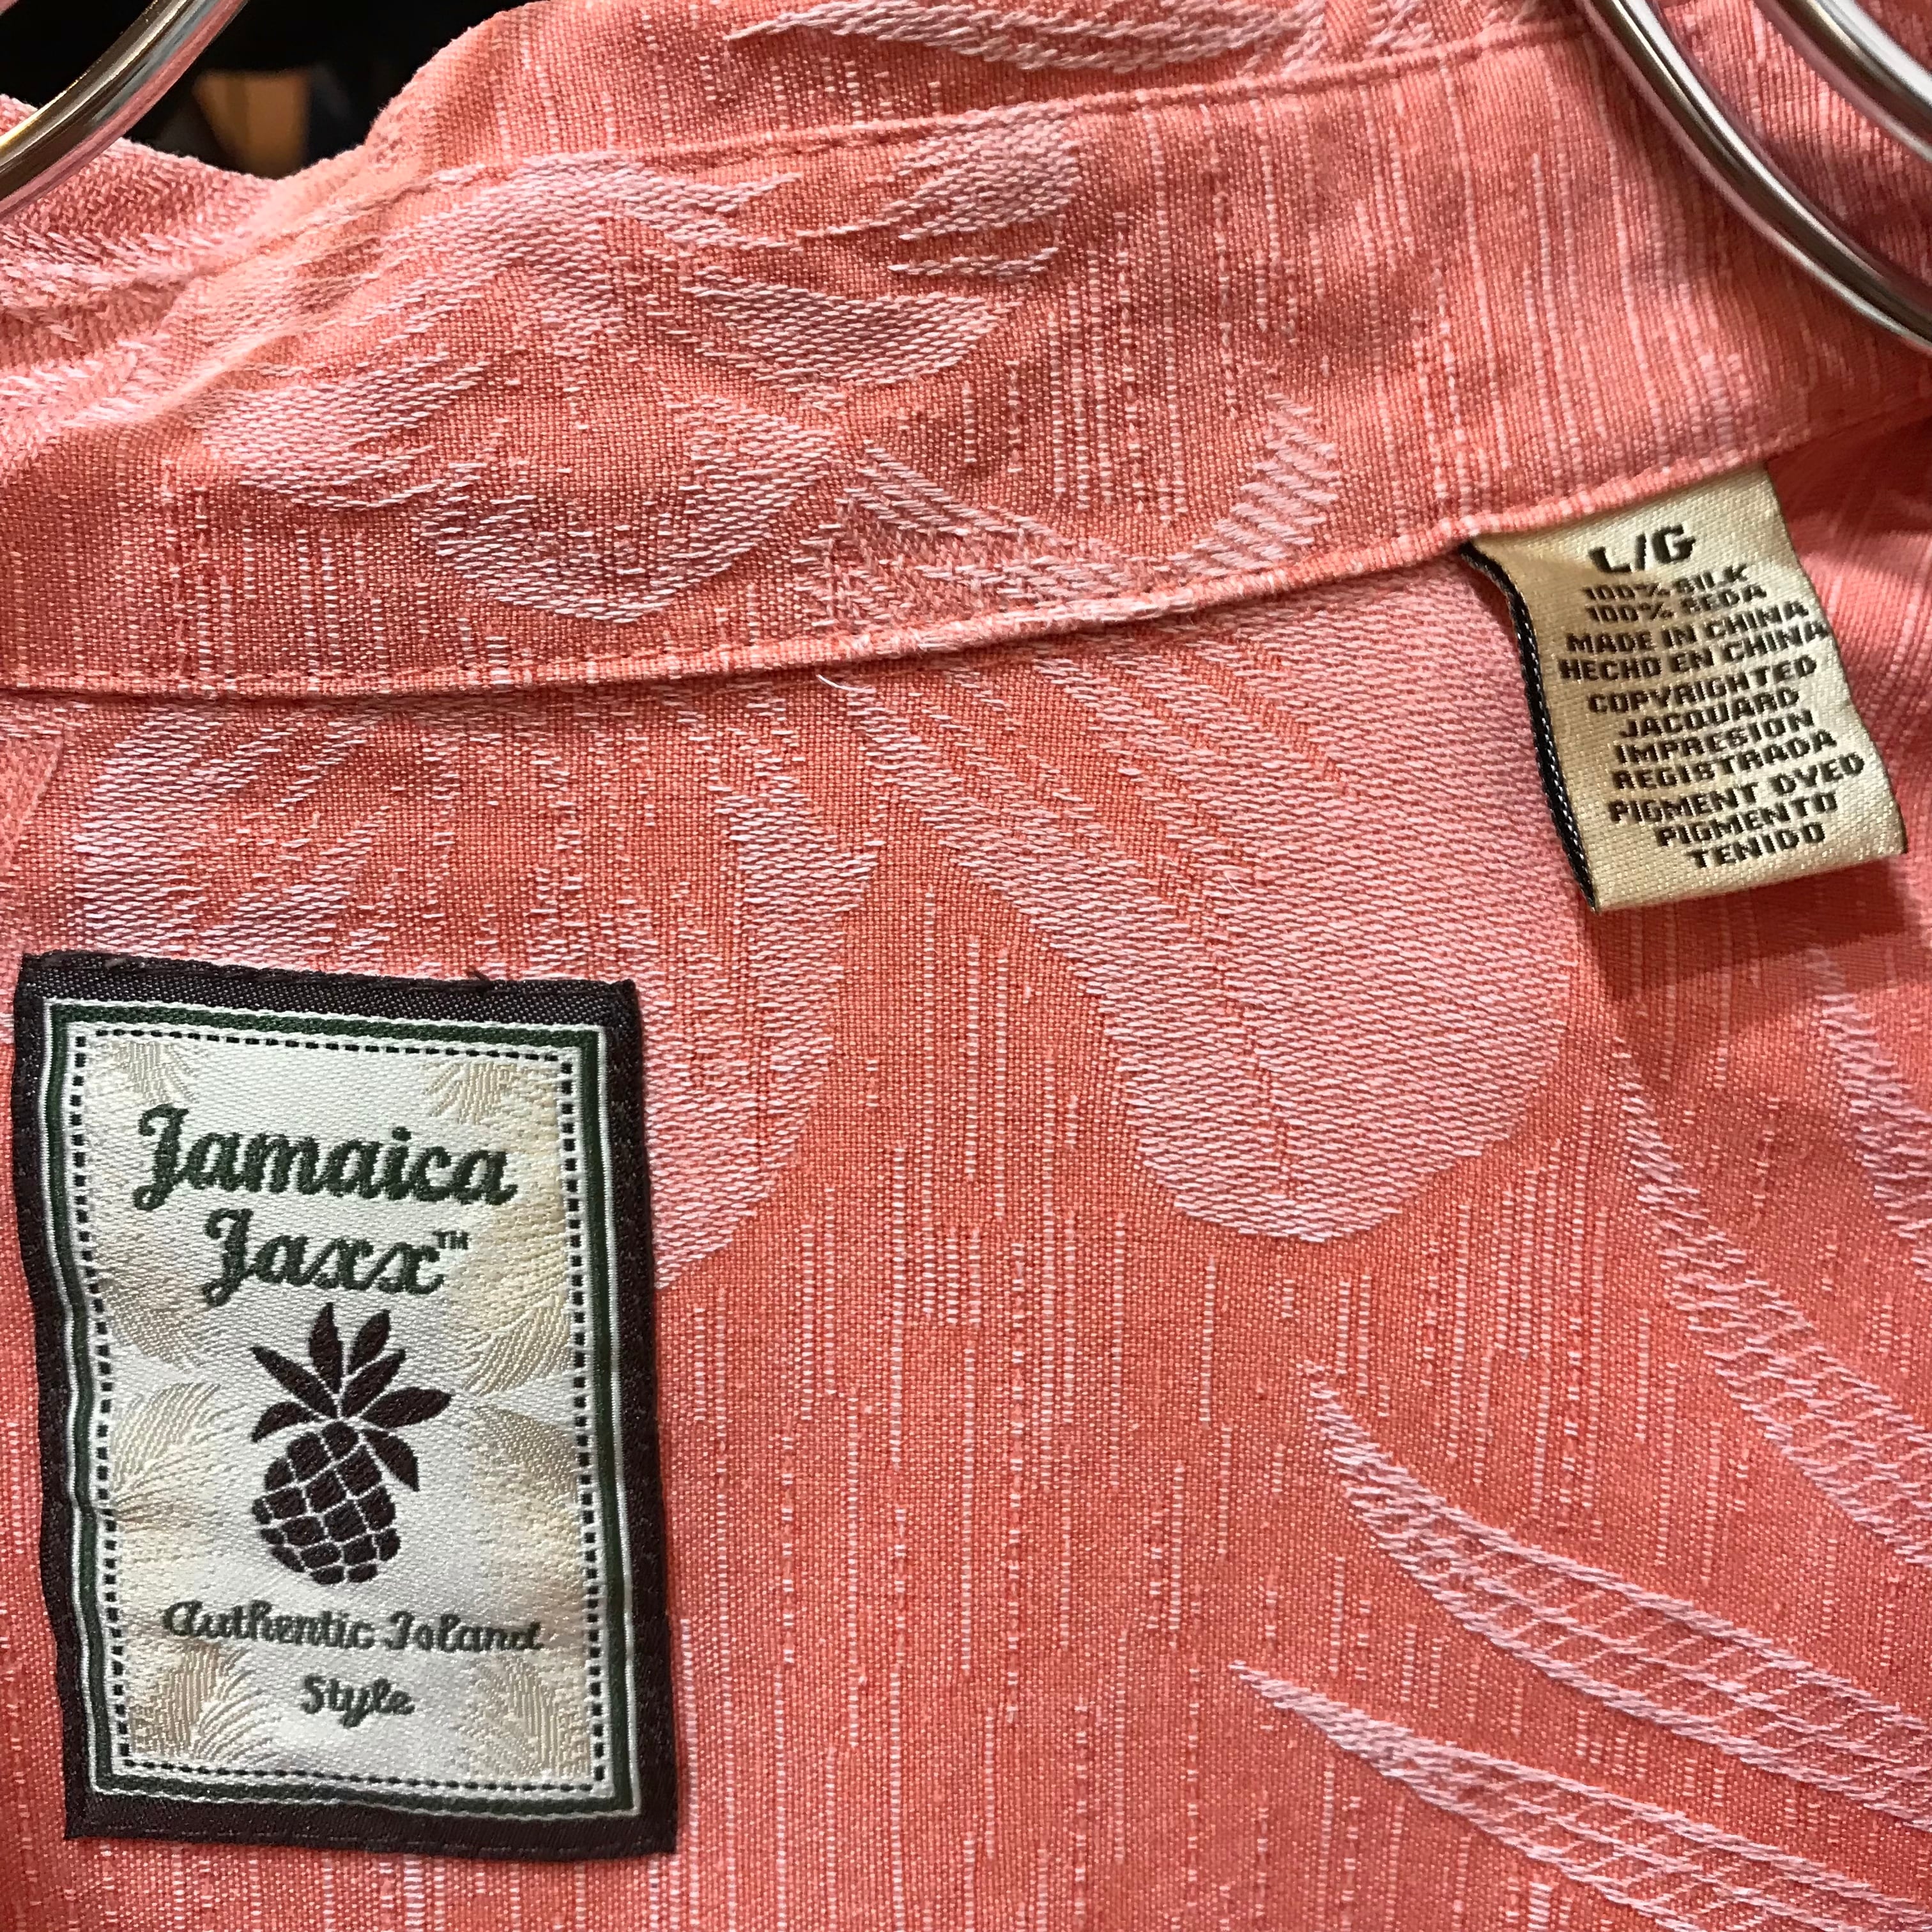 L/G
100% SILK
100% SEDA
MADE IN CHINA
HECHO EN CHINA
COPYRIGHTED
JACQUARD
IMPRESION
REGISTRADA
PIGMENT DYED
PIGMENTO
TENIDO
Jamaica
Jaxx™
Authentic Island
Style